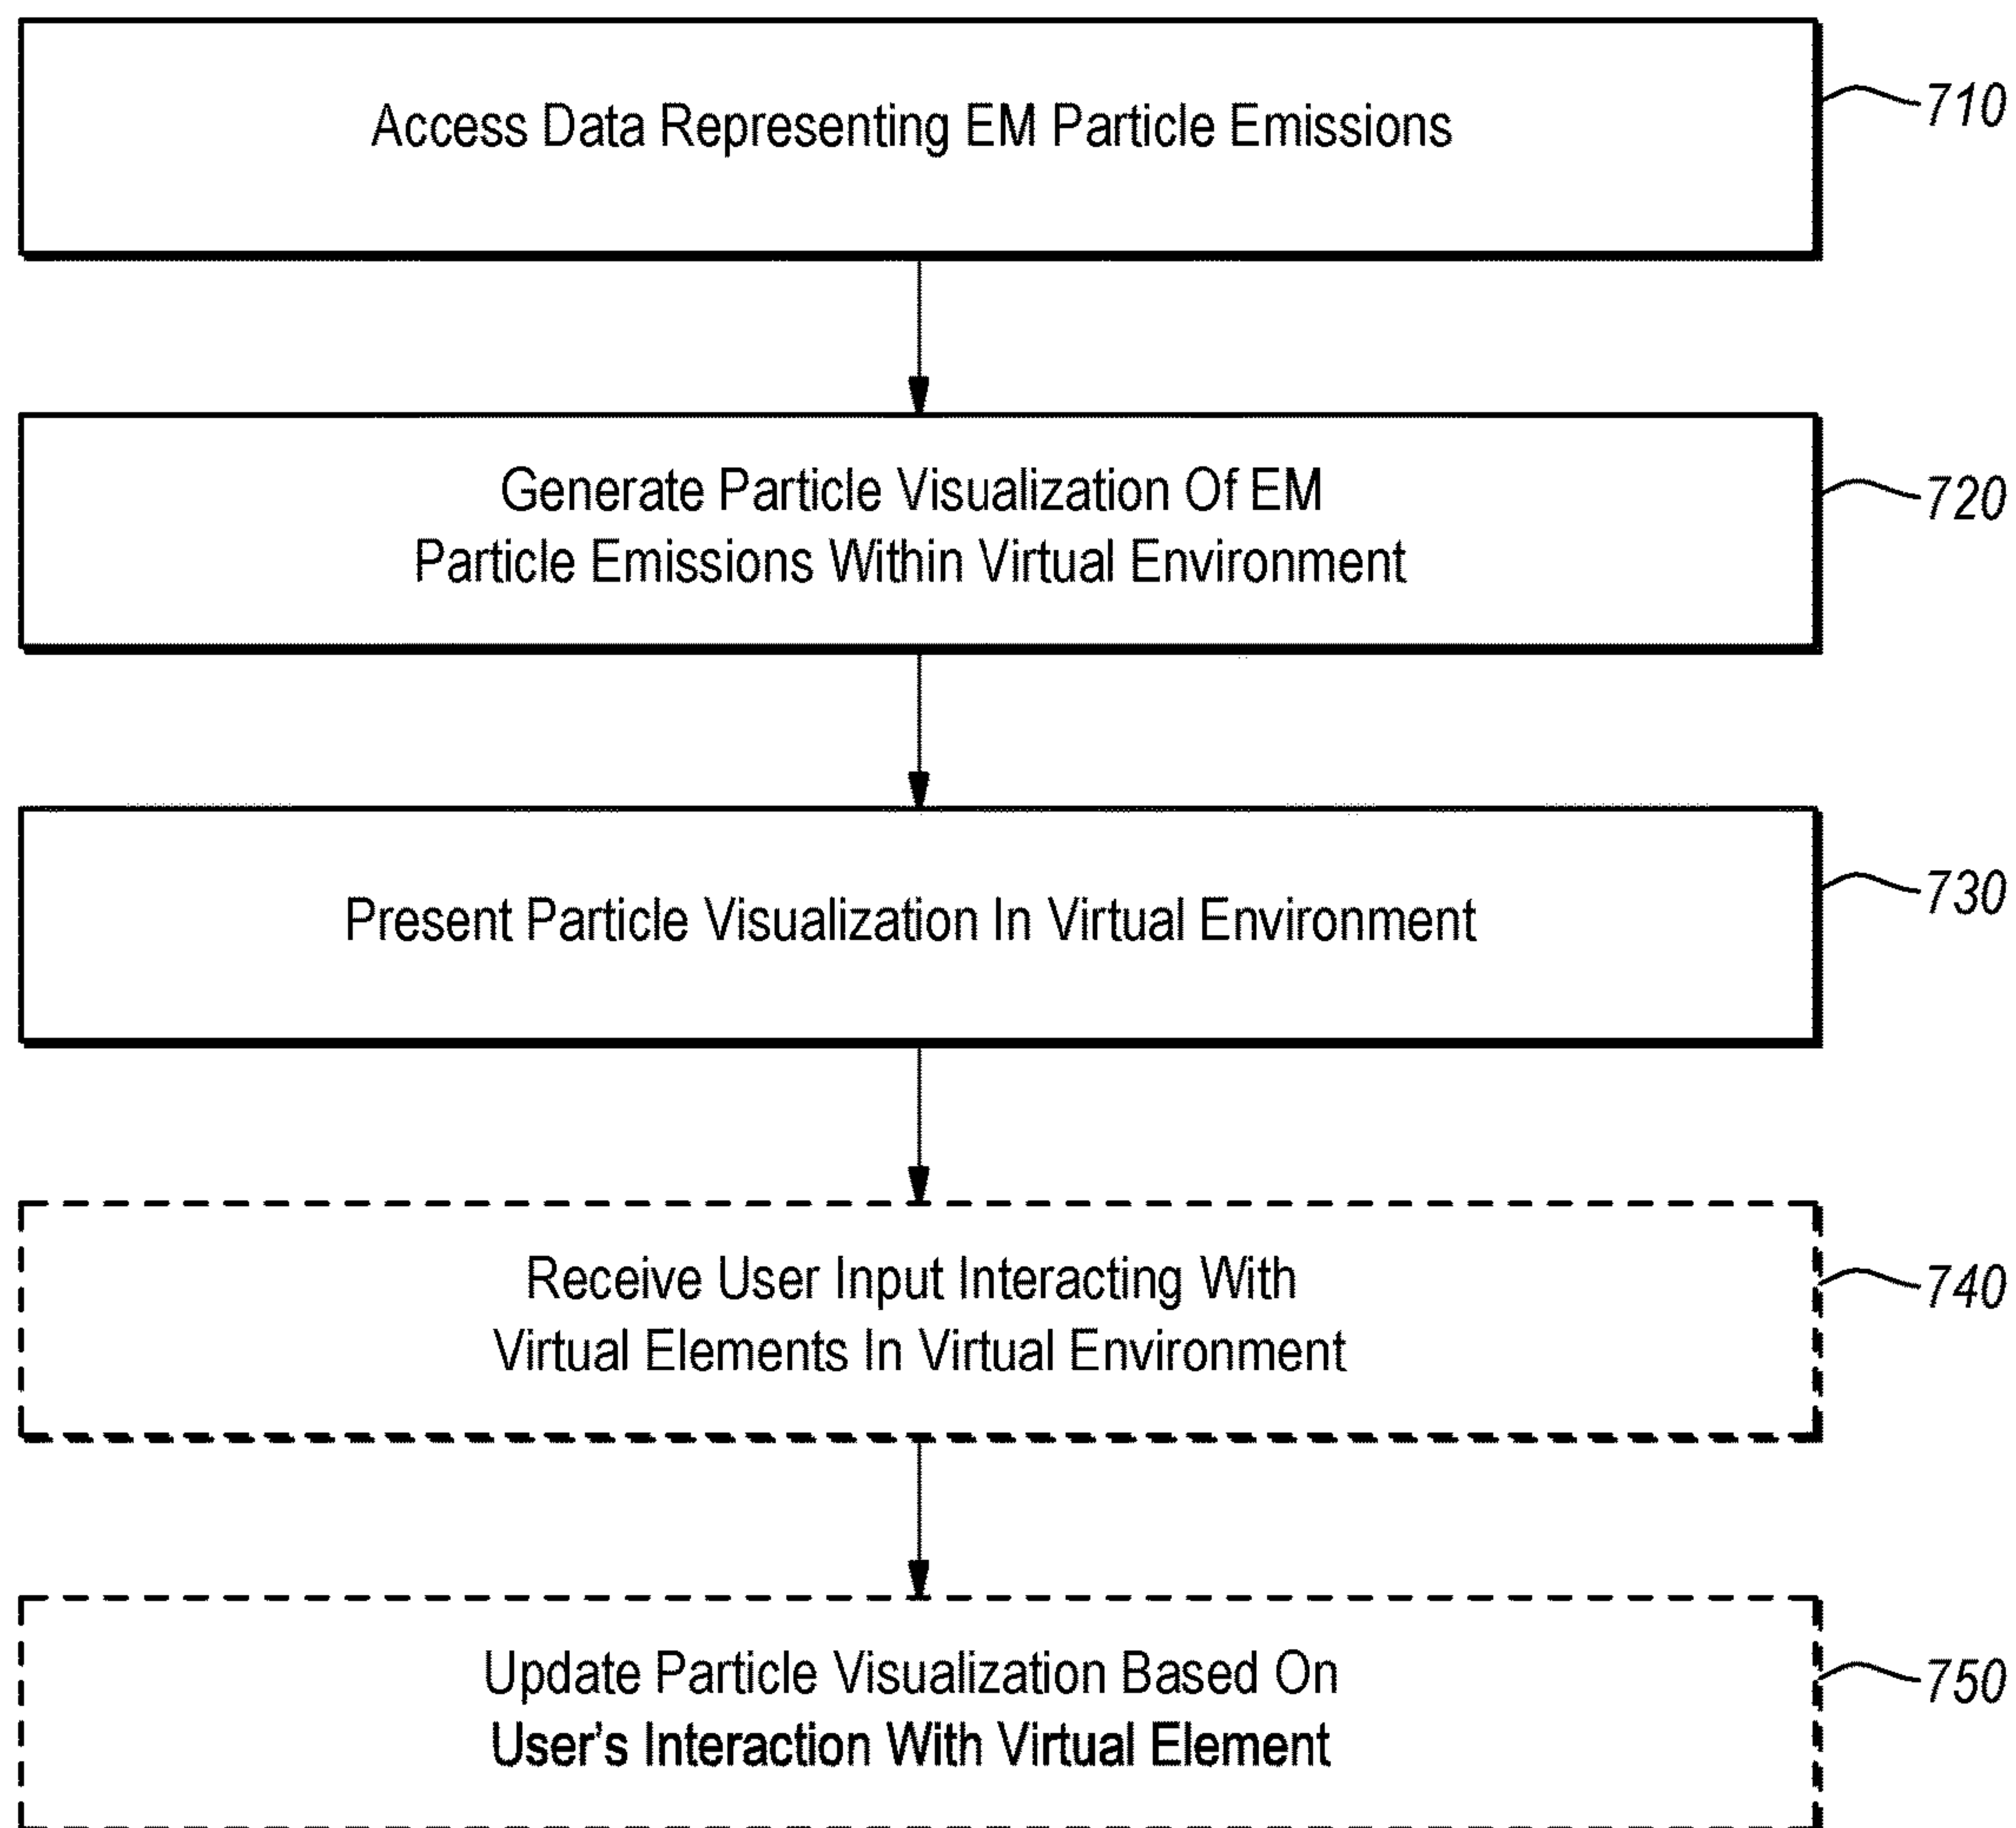 Access Data Representing EM Particle Emissions
710
Generate Particle Visualization Of EM
Particle Emissions Within Virtual Environment
720
Present Particle Visualization In Virtual Environment
730
Receive User Input Interacting With
Virtual Elements In Virtual Environment
740
Update Particle Visualization Based On
User's Interaction With Virtual Element
750